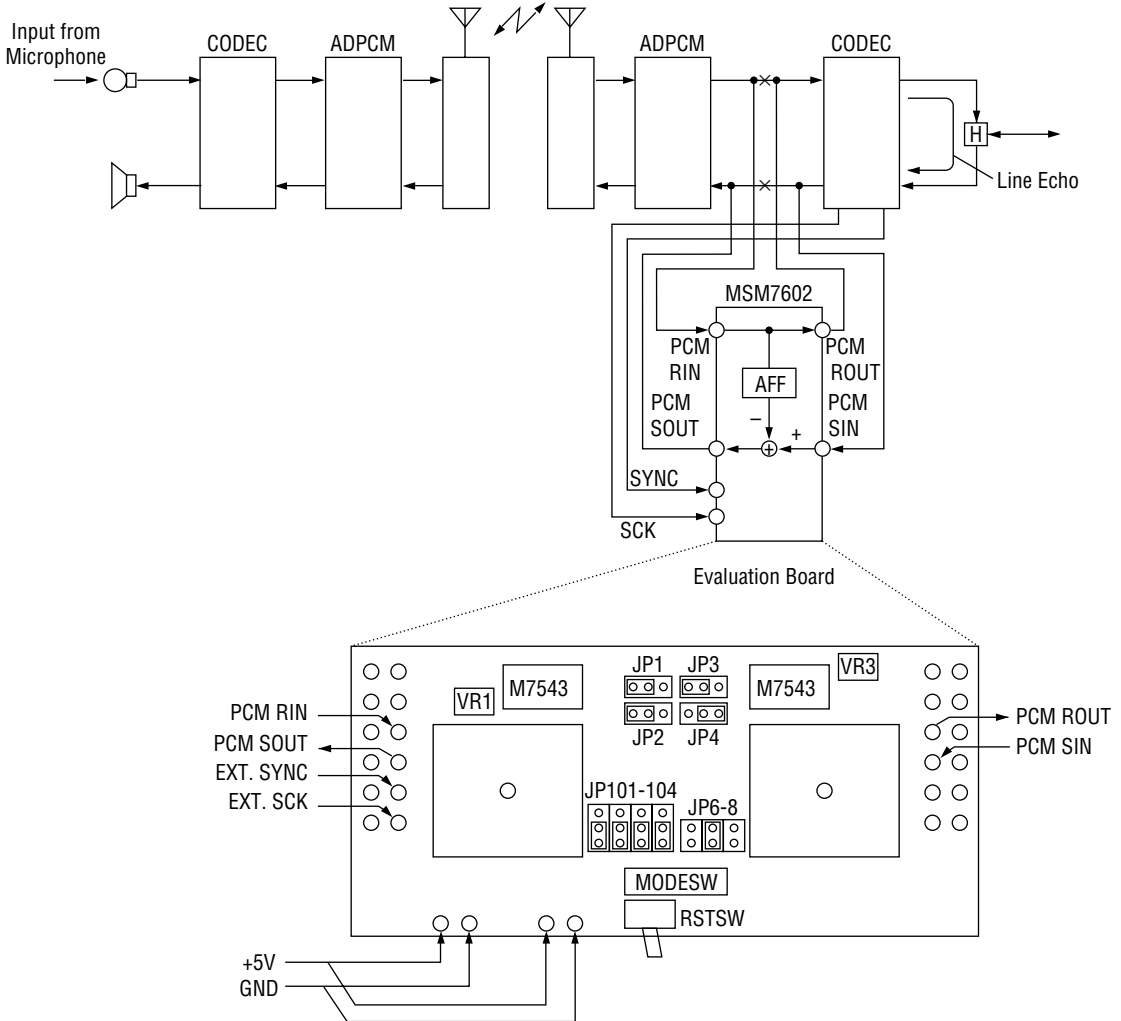 Input from
Microphone
CODEC
ADPCM
ADPCM
CODEC
H
Line Echo
MSM7602
PCM
RIN
PCM
ROUT
AFF
PCM
SOUT
PCM
SIN
–
+
+
SYNC
SCK
Evaluation Board
JP1
JP3
VR3
M7543
M7543
VR1
JP2
JP4
PCM RIN
PCM SOUT
EXT. SYNC
EXT. SCK
PCM ROUT
PCM SIN
JP101-104
JP6-8
MODESW
RSTSW
+5V
GND